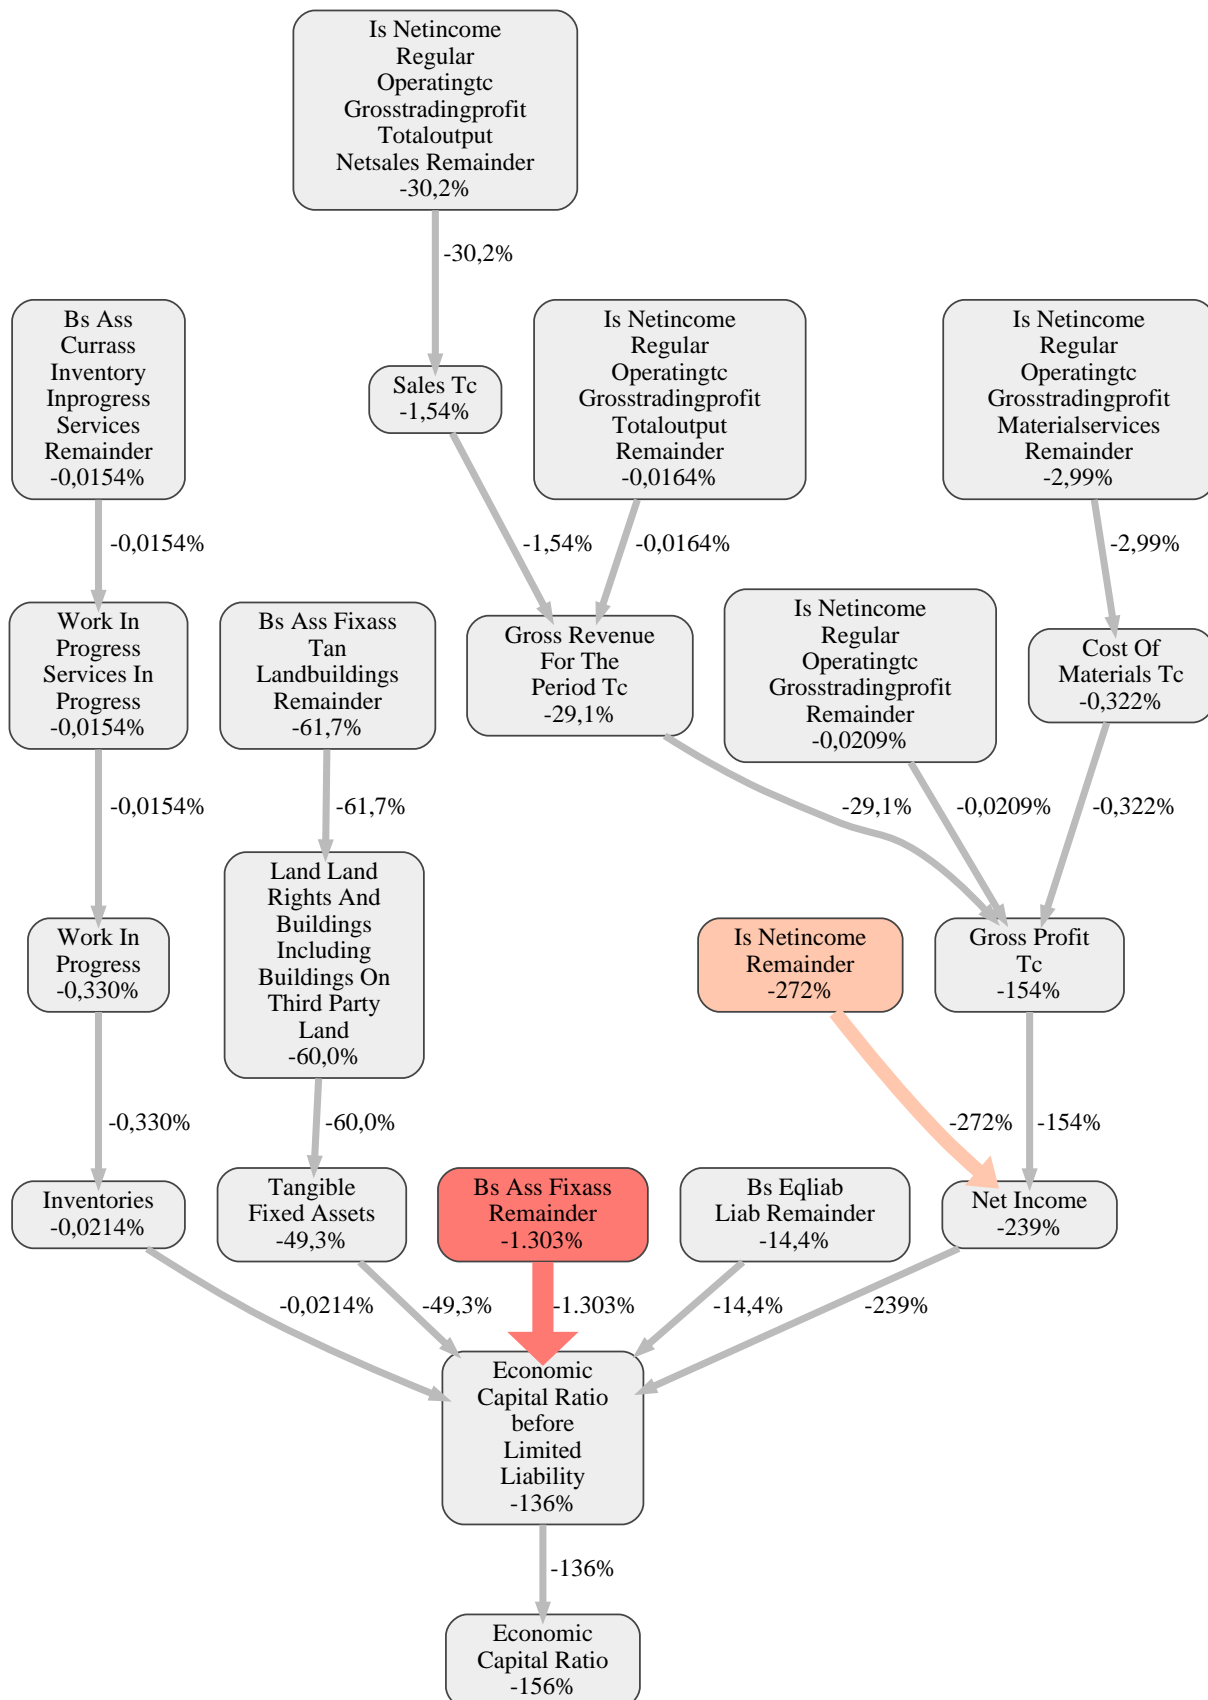 Is Netincome
Regular
Operatingtc
Grosstradingprofit
Totaloutput
Netsales Remainder
-30,2%
-30,2%
Bs Ass
Currass
Inventory
Inprogress
Services
Remainder
-0,0154%
Sales Tc
-1,54%
Is Netincome
Regular
Operatingtc
Grosstradingprofit
Totaloutput
Remainder
-0,0164%
Is Netincome
Regular
Operatingtc
Grosstradingprofit
Materialservices
Remainder
-2,99%
-0,0154%
-1,54%
-0,0164%
-2,99%
Work In
Progress
Services In
Progress
-0,0154%
Bs Ass Fixass
Tan
Landbuildings
Remainder
-61,7%
Gross Revenue
For The
Period Tc
-29,1%
Is Netincome
Regular
Operatingtc
Grosstradingprofit
Remainder
-0,0209%
Cost Of
Materials Tc
-0,322%
-0,0154%
-61,7%
-29,1%
-0,0209%
-0,322%
Work In
Progress
-0,330%
Land Land
Rights And
Buildings
Including
Buildings On
Third Party
Land
-60,0%
Is Netincome
Remainder
-272%
Gross Profit
Tc
-154%
-0,330%
-60,0%
-272%
-154%
Inventories
-0,0214%
Tangible
Fixed Assets
-49,3%
Bs Ass Fixass
Remainder
-1.303%
Bs Eqliab
Liab Remainder
-14,4%
Net Income
-239%
-0,0214%
-49,3%
-1.303%
-14,4%
-239%
Economic
Capital Ratio
before
Limited
Liability
-136%
-136%
Economic
Capital Ratio
-156%